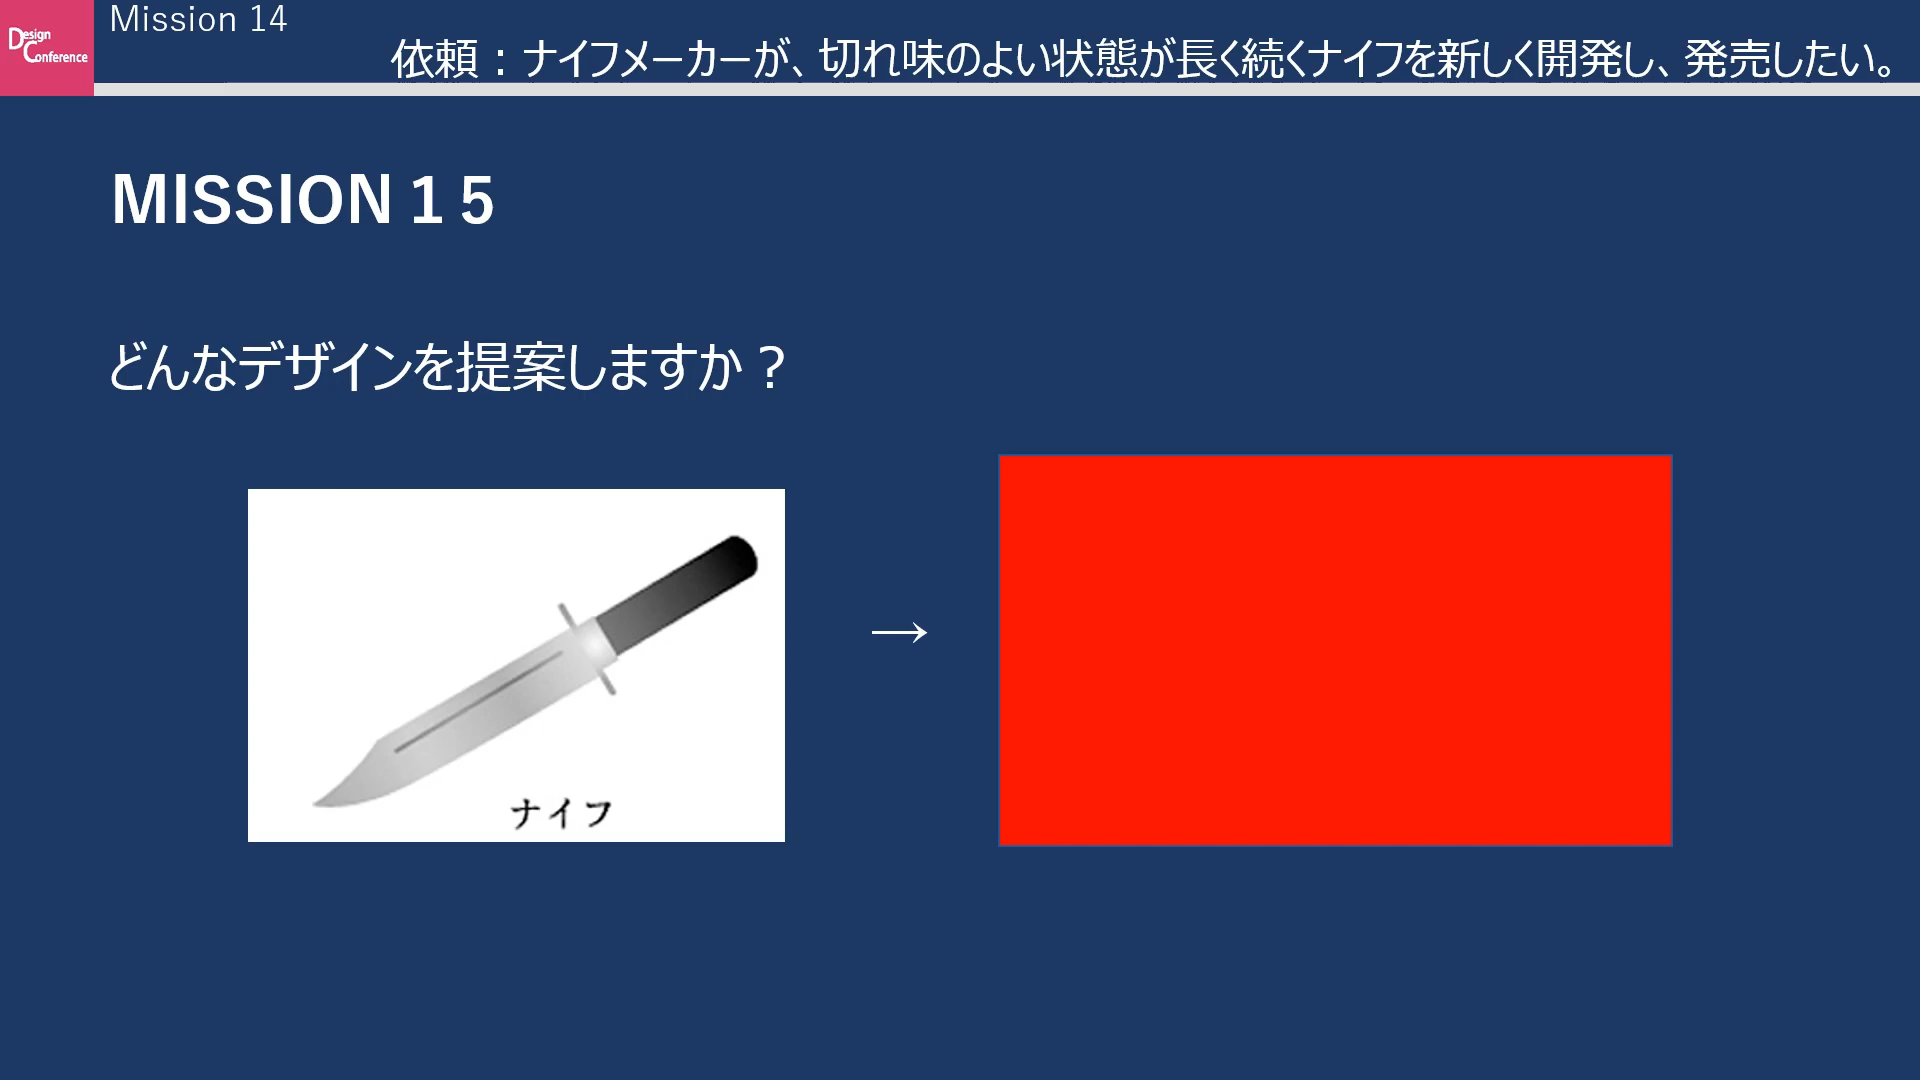 Design
Conference
Mission 14
依頼：ナイフメーカーが、切れ味のよい状態が長く続くナイフを新しく開発し、発売したい。
MISSION１５
どんなデザインを提案しますか？
→
ナイフ